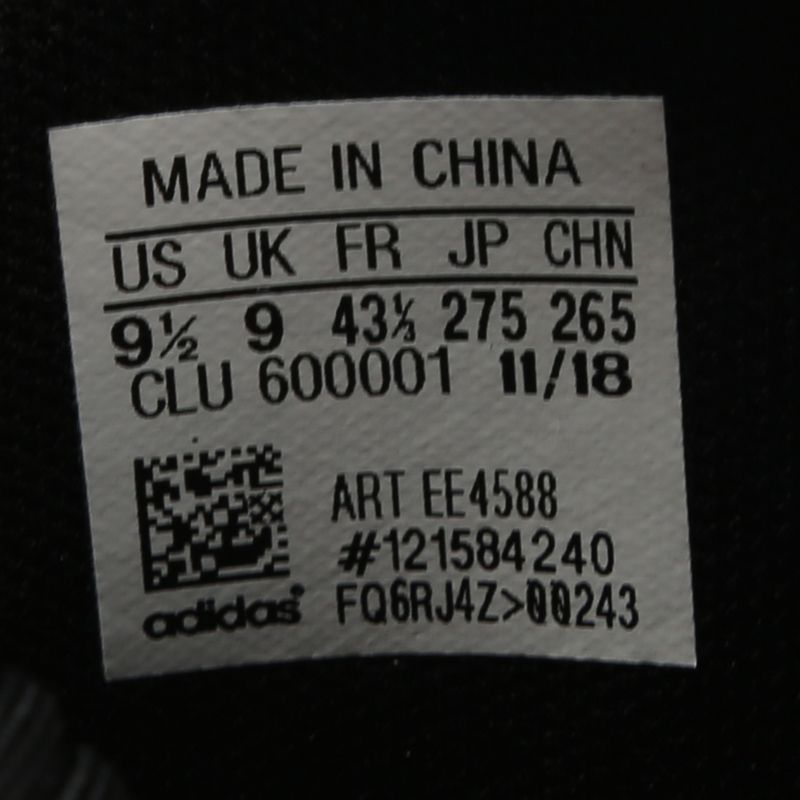 MADE IN CHINA
US UK FR JP CHN
9½ 9 43⅓ 275 265
CLU 600001 11/18
ART EE4588
#121584240
adidas FQ6RJ4Z>00243